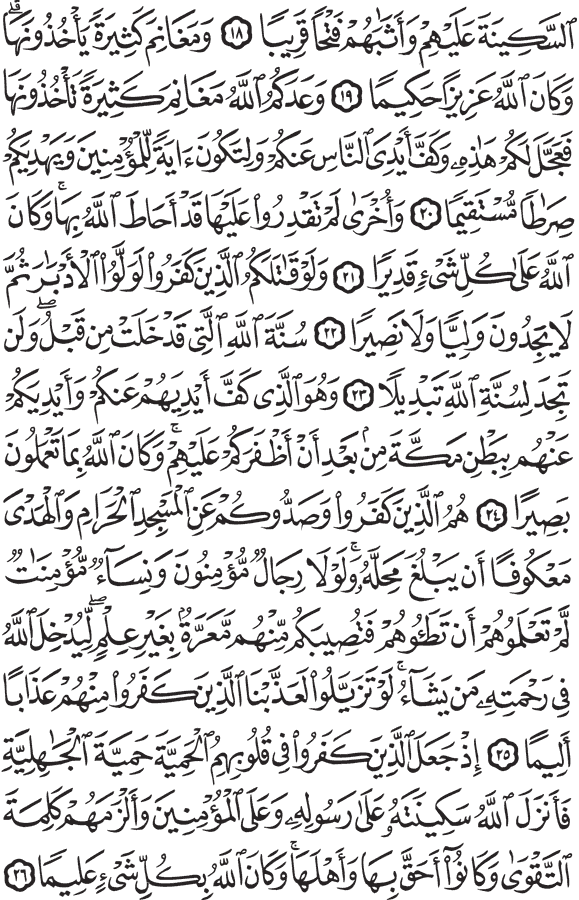 ٱلسَّكِينَةَ عَلَيْهِمْ وَأَثَٰبَهُمْ فَتْحًا قَرِيبًا ١٨ وَمَغَانِمَ كَثِيرَةً يَأْخُذُونَهَا ۗ
وَكَانَ ٱللَّهُ عَزِيزًا حَكِيمًا ١٩ وَعَدَكُمُ ٱللَّهُ مَغَانِمَ كَثِيرَةً تَأْخُذُونَهَا
فَعَجَّلَ لَكُمْ هَٰذِهِۦ وَكَفَّ أَيْدِىَ ٱلنَّاسِ عَنكُمْ وَلِتَكُونَ ءَايَةً لِّلْمُؤْمِنِينَ وَيَهْدِيَكُمْ
صِرَٰطًا مُّسْتَقِيمًا ٢٠ وَأُخْرَىٰ لَمْ تَقْدِرُوا۟ عَلَيْهَا قَدْ أَحَاطَ ٱللَّهُ بِهَا ۚ وَكَانَ
ٱللَّهُ عَلَىٰ كُلِّ شَىْءٍ قَدِيرًا ٢١ وَلَوْ قَٰتَلَكُمُ ٱلَّذِينَ كَفَرُوا۟ لَوَلَّوُا۟ ٱلْأَدْبَٰرَ ثُمَّ
لَا يَجِدُونَ وَلِيًّا وَلَا نَصِيرًا ٢٢ سُنَّةَ ٱللَّهِ ٱلَّتِى قَدْ خَلَتْ مِن قَبْلُ ۖ وَلَن
تَجِدَ لِسُنَّةِ ٱللَّهِ تَبْدِيلًا ٢٣ وَهُوَ ٱلَّذِى كَفَّ أَيْدِيَهُمْ عَنكُمْ وَأَيْدِيَكُمْ
عَنْهُم بِبَطْنِ مَكَّةَ مِنۢ بَعْدِ أَنْ أَظْفَرَكُمْ عَلَيْهِمْ ۚ وَكَانَ ٱللَّهُ بِمَا تَعْمَلُونَ
بَصِيرًا ٢٤ هُمُ ٱلَّذِينَ كَفَرُوا۟ وَصَدُّوكُمْ عَنِ ٱلْمَسْجِدِ ٱلْحَرَامِ وَٱلْهَدْىَ
مَعْكُوفًا أَن يَبْلُغَ مَحِلَّهُۥ ۚ وَلَوْلَا رِجَالٌ مُّؤْمِنُونَ وَنِسَآءٌ مُّؤْمِنَٰتٌ
لَّمْ تَعْلَمُوهُمْ أَن تَطَـُٔوهُمْ فَتُصِيبَكُم مِّنْهُم مَّعَرَّةٌۢ بِغَيْرِ عِلْمٍ ۖ لِّيُدْخِلَ ٱللَّهُ
فِى رَحْمَتِهِۦ مَن يَشَآءُ ۚ لَوْ تَزَيَّلُوا۟ لَعَذَّبْنَا ٱلَّذِينَ كَفَرُوا۟ مِنْهُمْ عَذَابًا
أَلِيمًا ٢٥ إِذْ جَعَلَ ٱلَّذِينَ كَفَرُوا۟ فِى قُلُوبِهِمُ ٱلْحَمِيَّةَ حَمِيَّةَ ٱلْجَٰهِلِيَّةِ
فَأَنزَلَ ٱللَّهُ سَكِينَتَهُۥ عَلَىٰ رَسُولِهِۦ وَعَلَى ٱلْمُؤْمِنِينَ وَأَلْزَمَهُمْ كَلِمَةَ
ٱلتَّقْوَىٰ وَكَانُوٓا۟ أَحَقَّ بِهَا وَأَهْلَهَا ۚ وَكَانَ ٱللَّهُ بِكُلِّ شَىْءٍ عَلِيمًا ٢٦